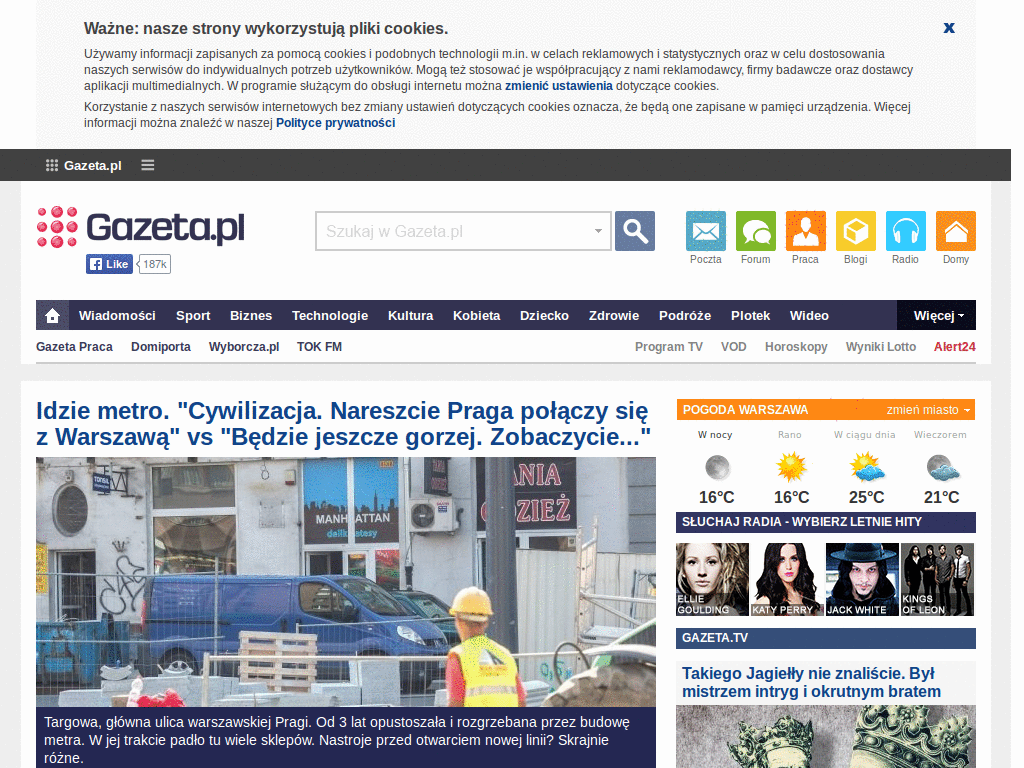 Ważne: nasze strony wykorzystują pliki cookies.
x
Używamy informacji zapisanych za pomocą cookies i podobnych technologii m.in. w celach reklamowych i statystycznych oraz w celu dostosowania
naszych serwisów do indywidualnych potrzeb użytkowników. Mogą też stosować je współpracujący z nami reklamodawcy, firmy badawcze oraz dostawcy
aplikacji multimedialnych. W programie służącym do obsługi internetu można zmienić ustawienia dotyczące cookies.
Korzystanie z naszych serwisów internetowych bez zmiany ustawień dotyczących cookies oznacza, że będą one zapisane w pamięci urządzenia. Więcej
informacji można znaleźć w naszej Polityce prywatności
Gazeta.pl
Gazeta.pl
Szukaj w Gazeta.pl
Like 187k
Poczta Forum Praca Blogi Radio Domy
Wiadomości Sport Biznes Technologie Kultura Kobieta Dziecko Zdrowie Podróże Plotek Wideo Więcej
Gazeta Praca Domiporta Wyborcza.pl TOK FM Program TV VOD Horoskopy Wyniki Lotto Alert24
Idzie metro. "Cywilizacja. Nareszcie Praga połączy się
z Warszawą" vs "Będzie jeszcze gorzej. Zobaczycie..."
MANHATTAN
delikatesy
ANIA
ODZIEŻ
Targowa, główna ulica warszawskiej Pragi. Od 3 lat opustoszała i rozgrzebana przez budowę
metra. W jej trakcie padło tu wiele sklepów. Nastroje przed otwarciem nowej linii? Skrajnie
różne.
POGODA WARSZAWA zmień miasto
W nocy Rano W ciągu dnia Wieczorem
16°C 16°C 25°C 21°C
SŁUCHAJ RADIA - WYBIERZ LETNIE HITY
ELLIE
GOULDING
KATY PERRY
JACK WHITE
KINGS
OF LEON
GAZETA.TV
Takiego Jagiełły nie znaliście. Był
mistrzem intryg i okrutnym bratem